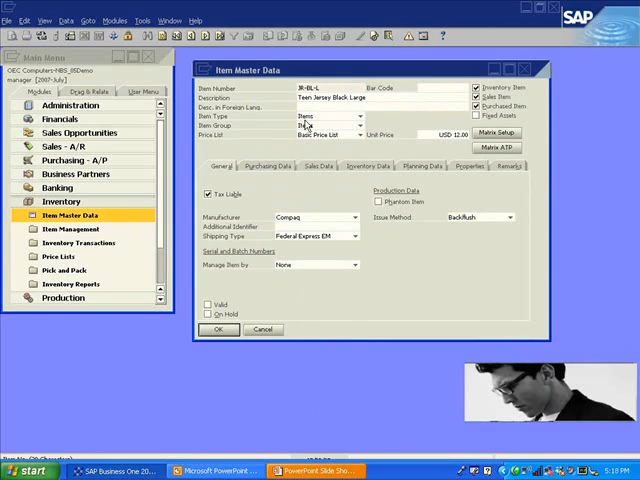 File Edit View Data Goto Modules Tools Window Help
SAP
Main Menu
OEC Computers-NBS_05Demo
manager [2007-July]
Modules Drag & Relate User Menu
Administration
Financials
Sales Opportunities
Sales - A/R
Purchasing - A/P
Business Partners
Banking
Inventory
Item Master Data
Item Management
Inventory Transactions
Price Lists
Pick and Pack
Inventory Reports
Production
Item Master Data
Item Number JR-BL-L Bar Code Inventory Item
Description Teen Jersey Black Large Sales Item
Desc. in Foreign Lang. Purchased Item
Item Type Items Fixed Assets
Item Group
Price List Basic Price List Unit Price USD 12.00
Matrix Setup
Matrix ATP
General Purchasing Data Sales Data Inventory Data Planning Data Properties Remarks
Tax Liable
Production Data
Phantom Item
Manufacturer Compaq Issue Method Backflush
Additional Identifier
Shipping Type Federal Express EM
Serial and Batch Numbers
Manage Item by None
Valid
On Hold
OK Cancel
start SAP Business One 20... Microsoft PowerPoint ... PowerPoint Slide Sho... 5:18 PM